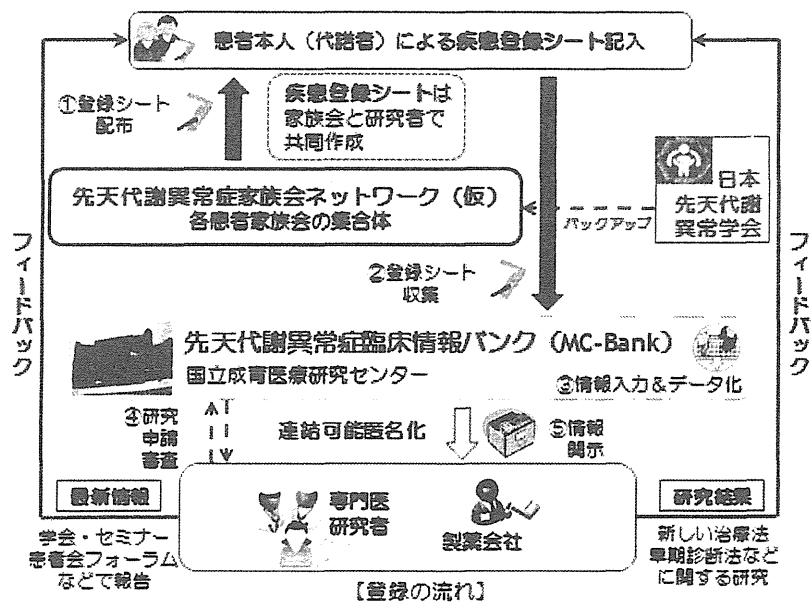 患者本人（代諾者）による疾患登録シート記入
①登録シート
配布
疾患登録シートは
家族会と研究者で
共同作成
日本
先天代謝
異常学会
先天代謝異常症家族会ネットワーク（仮）
各患者家族会の集合体
バックアップ
フィードバック
フィードバック
②登録シート
収集
先天代謝異常症臨床情報バンク（MC-Bank）
国立成育医療研究センター
③情報入力＆データ化
④研究
申請
審査
連結可能匿名化
⑤情報
開示
最新情報
専門医
研究者
製薬会社
研究結果
学会・セミナー
患者会フォーラム
などで報告
新しい治療法
早期診断法など
に関する研究
【登録の流れ】